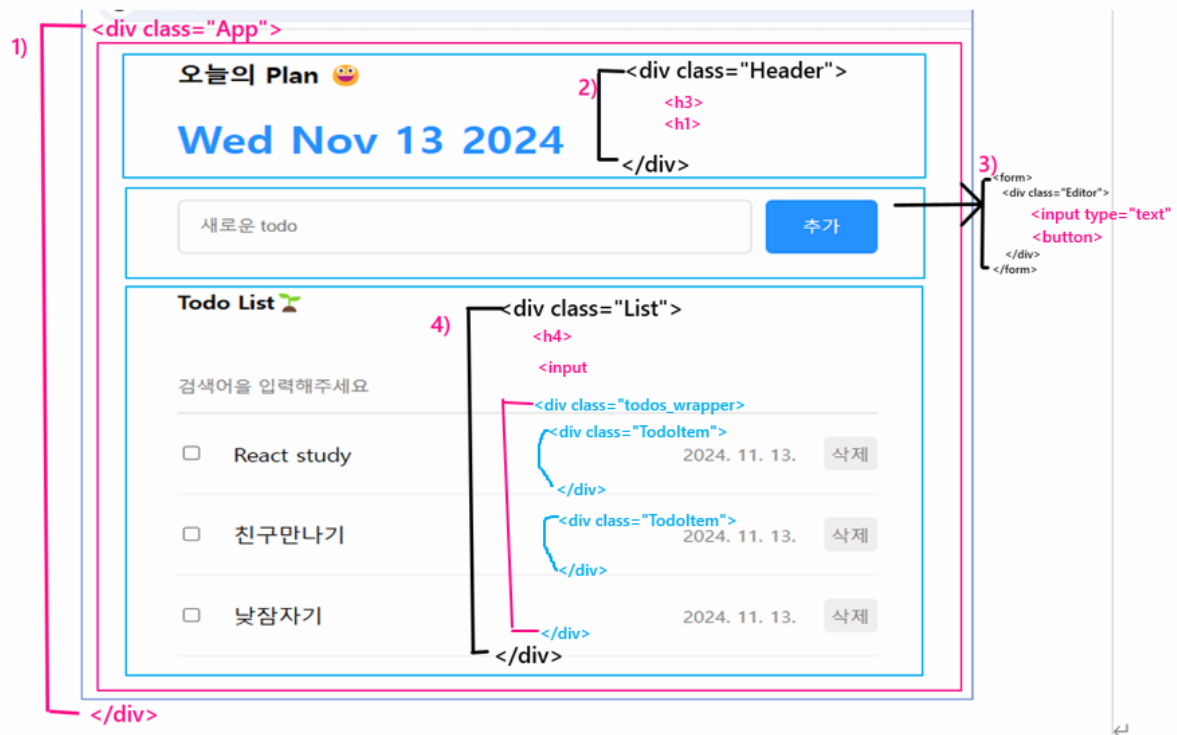 <div class="App">
1)
오늘의 Plan 😀
<div class="Header">
2)
<h3>
<h1>
Wed Nov 13 2024
</div>
3)
<form>
<div class="Editor">
<input type="text"
<button>
</div>
</form>
새로운 todo
추가
Todo List🌱
4)
<div class="List">
<h4>
<input
검색어을 입력해주세요
<div class="todos_wrapper>
<div class="TodoItem">
React study
2024. 11. 13.
삭제
</div>
<div class="TodoItem">
친구만나기
2024. 11. 13.
삭제
</div>
낮잠자기
2024. 11. 13.
삭제
</div>
</div>
</div>